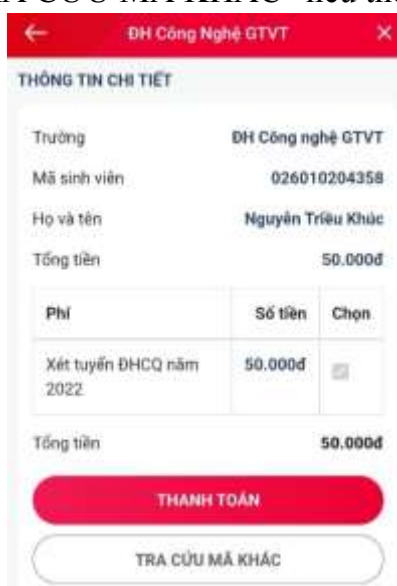 ĐH Công Nghệ GTVT
THÔNG TIN CHI TIẾT
Trường ĐH Công nghệ GTVT
Mã sinh viên 026010204358
Họ và tên Nguyễn Triều Khúc
Tổng tiền 50.000đ
Phí Số tiền Chọn
Xét tuyển ĐHCQ năm 50.000đ
2022
Tổng tiền 50.000đ
THANH TOÁN
TRA CỨU MÃ KHÁC